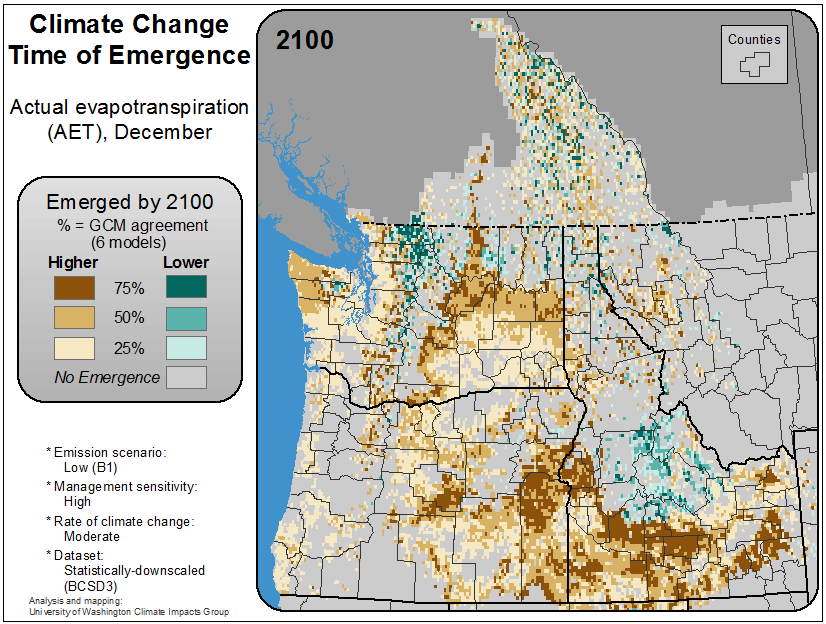 Climate Change
Time of Emergence
Actual evapotranspiration
(AET), December
Emerged by 2100
% = GCM agreement
(6 models)
Higher Lower
75%
50%
25%
No Emergence
* Emission scenario:
Low (B1)
* Management sensitivity:
High
* Rate of climate change:
Moderate
* Dataset:
Statistically-downscaled
(BCSD3)
Analysis and mapping:
University of Washington Climate Impacts Group
2100
Counties